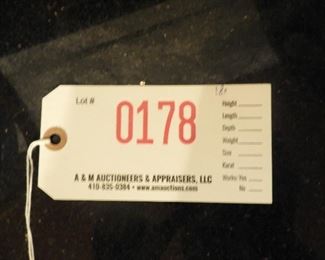 Lot #
0178
Height
Length
Depth
Weight
Size
Karat
Works: Yes
No
A & M AUCTIONEERS & APPRAISERS, LLC
410-835-0384 • www.amauctions.com